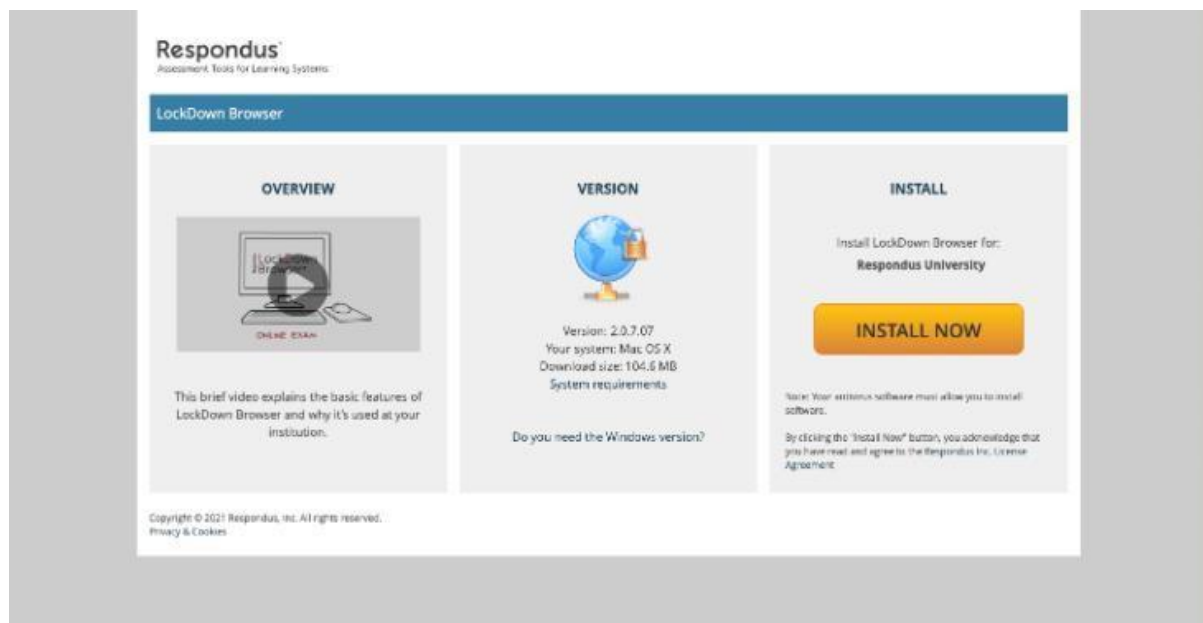 Respondus
Assessment Tools for Learning Systems
LockDown Browser
OVERVIEW
LockDown
Browser
ONLINE EXAM
This brief video explains the basic features of
LockDown Browser and why it's used at your
institution.
VERSION
Version: 2.0.7.07
Your system: Mac OS X
Download size: 104.6 MB
System requirements
Do you need the Windows version?
INSTALL
Install LockDown Browser for:
Respondus University
INSTALL NOW
Note: Your antivirus software must allow you to install
software.
By clicking the "Install Now" button, you acknowledge that
you have read and agree to the Respondus Inc. License
Agreement
Copyright © 2021 Respondus, Inc. All rights reserved.
Privacy & Cookies